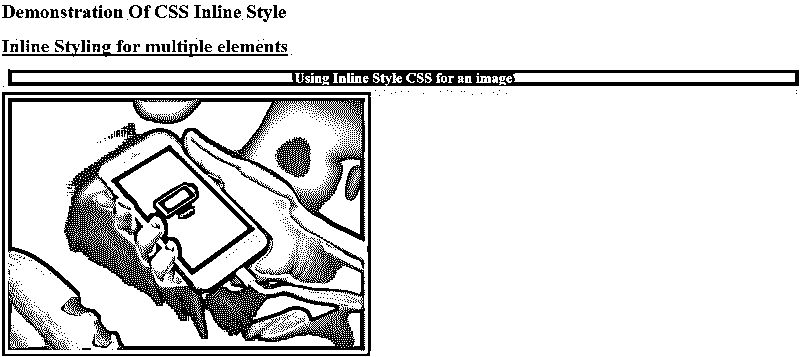 Demonstration Of CSS Inline Style
Inline Styling for multiple elements
Using Inline Style CSS for an image